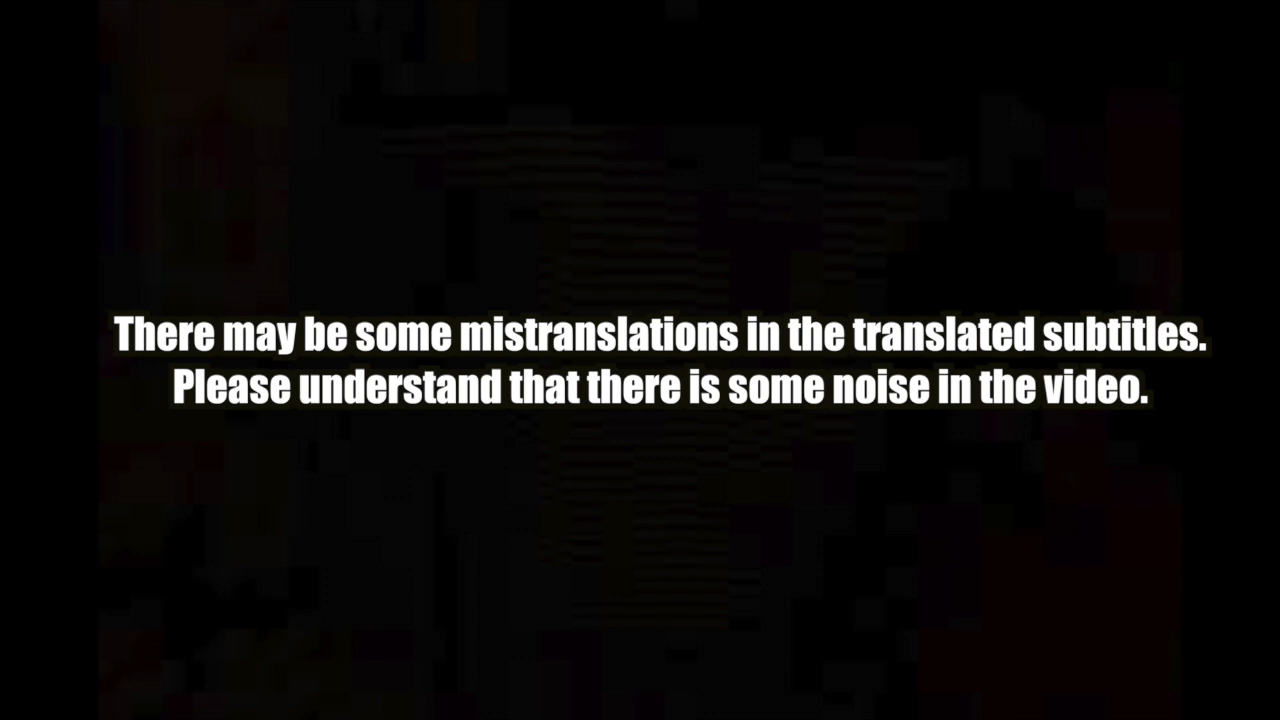 There may be some mistranslations in the translated subtitles.
Please understand that there is some noise in the video.